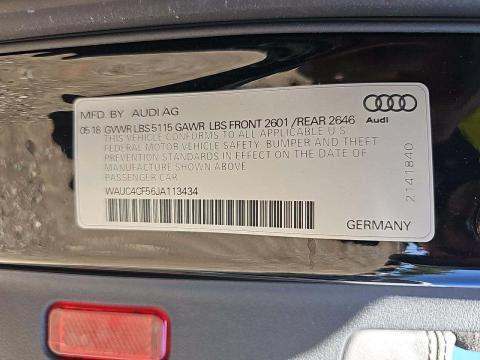 MFD. BY AUDI AG
05 18 GVWR LBS 5115 GAWR LBS FRONT 2601 /REAR 2646
THIS VEHICLE CONFORMS TO ALL APPLICABLE U.S.
FEDERAL MOTOR VEHICLE SAFETY, BUMPER AND THEFT
PREVENTION STANDARDS IN EFFECT ON THE DATE OF
MANUFACTURE SHOWN ABOVE
PASSENGER CAR
WAUC4CF56JA113434
GERMANY
Audi
2141840